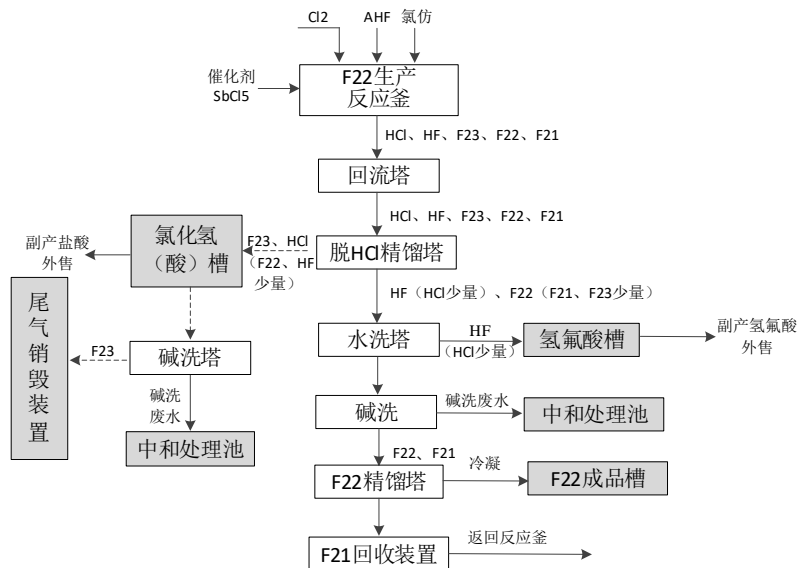 Cl2
AHF
氯仿
催化剂
SbCl5
F22生产
反应釜
HCl、HF、F23、F22、F21
回流塔
HCl、HF、F23、F22、F21
副产盐酸
外售
氯化氢
（酸）槽
F23、HCl
（F22、HF
少量）
脱HCl精馏塔
HF（HCl少量）、F22（F21、F23少量）
尾气销毁装置
F23
碱洗塔
水洗塔
HF
(HCl少量)
氢氟酸槽
副产氢氟酸
外售
碱洗
废水
中和处理池
碱洗
碱洗废水
中和处理池
F22、F21
F22精馏塔
冷凝
F22成品槽
F21回收装置
返回反应釜